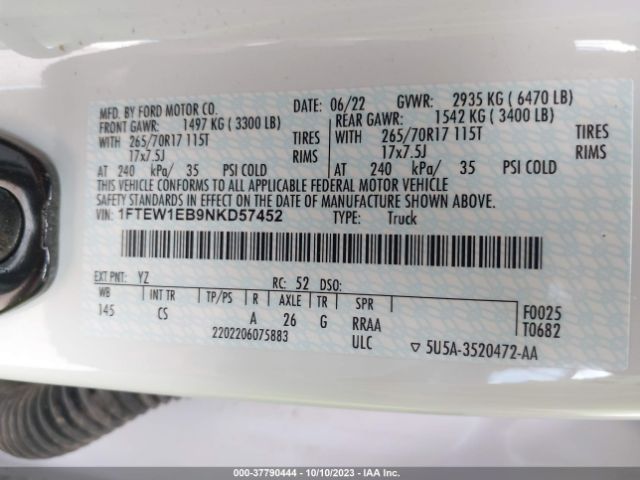 MFD. BY FORD MOTOR CO.
DATE: 06/22 GVWR: 2935 KG ( 6470 LB)
FRONT GAWR: 1497 KG ( 3300 LB)
REAR GAWR: 1542 KG ( 3400 LB)
WITH 265/70R17 115T TIRES
WITH 265/70R17 115T TIRES
17x7.5J RIMS
17x7.5J RIMS
AT 240 kPa/ 35 PSI COLD
AT 240 kPa/ 35 PSI COLD
THIS VEHICLE CONFORMS TO ALL APPLICABLE FEDERAL MOTOR VEHICLE
SAFETY STANDARDS IN EFFECT ON THE DATE OF MANUFACTURE SHOWN ABOVE.
VIN: 1FTEW1EB9NKD57452 TYPE: Truck
EXT PNT: YZ RC: 52 DSO:
WB INT TR TP/PS R AXLE TR SPR
145 CS A 26 G RRAA
2202206075883 ULC
F0025
T0682
▽ 5U5A-3520472-AA
000-37790444 - 10/10/2023 - IAA